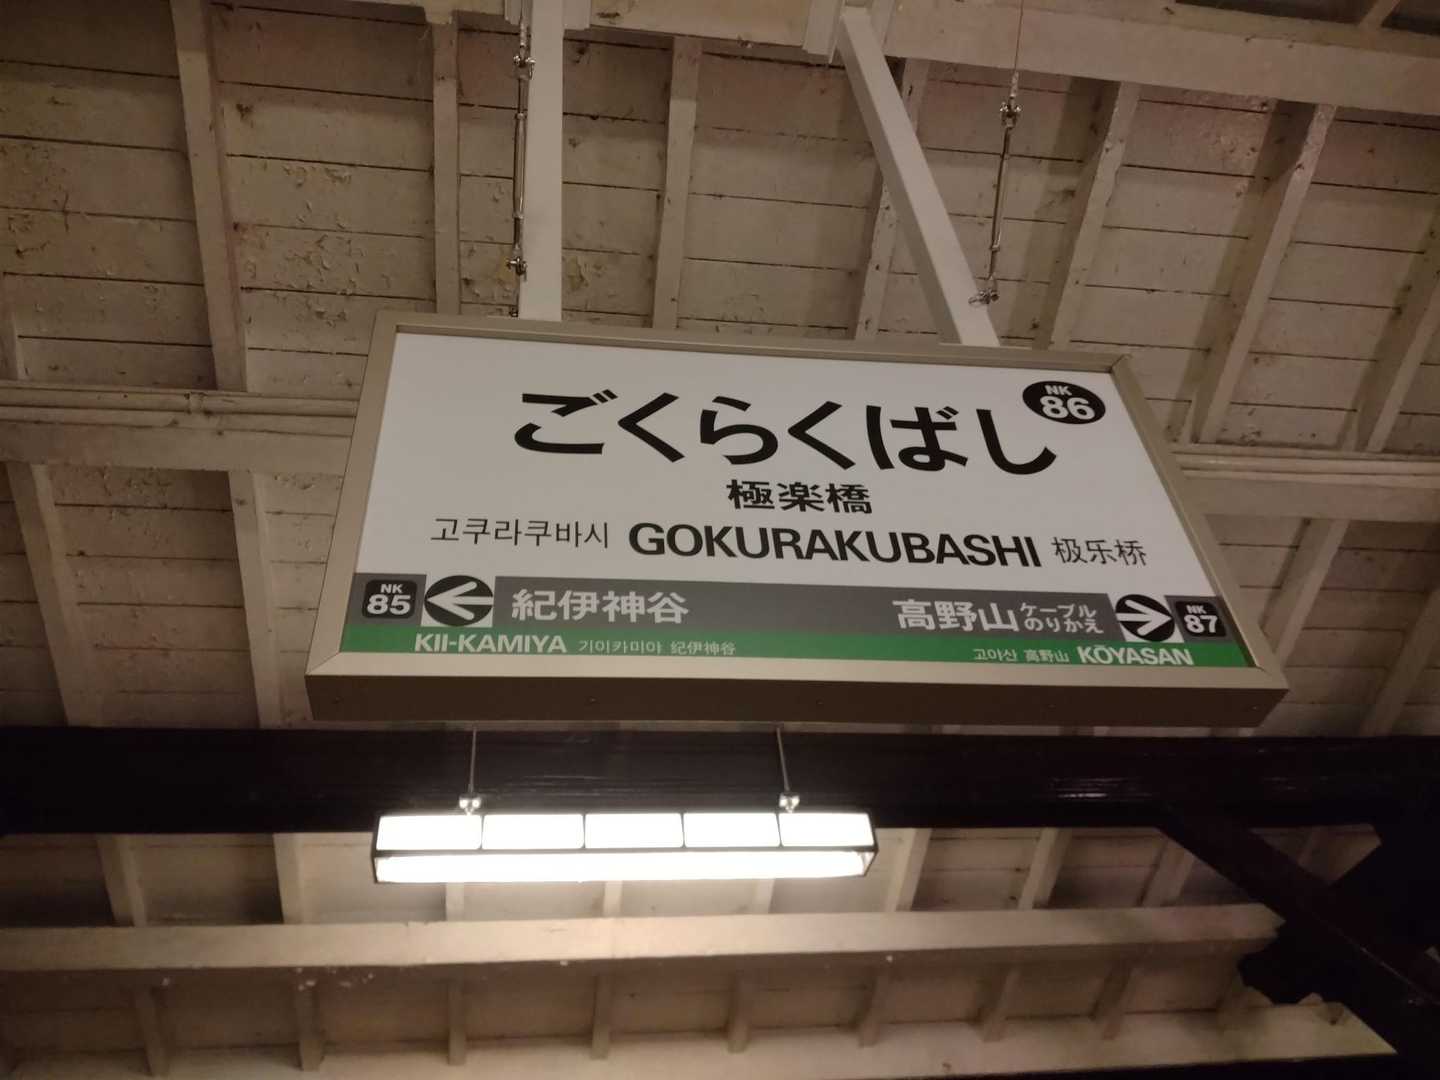 NK
86
ごくらくばし
極楽橋
고쿠라쿠바시 GOKURAKUBASHI 极乐桥
NK
85
紀伊神谷
KII-KAMIYA 기이카미야 紀伊神谷
高野山 ケーブル
のりかえ
NK
87
고야산 高野山 KŌYASAN